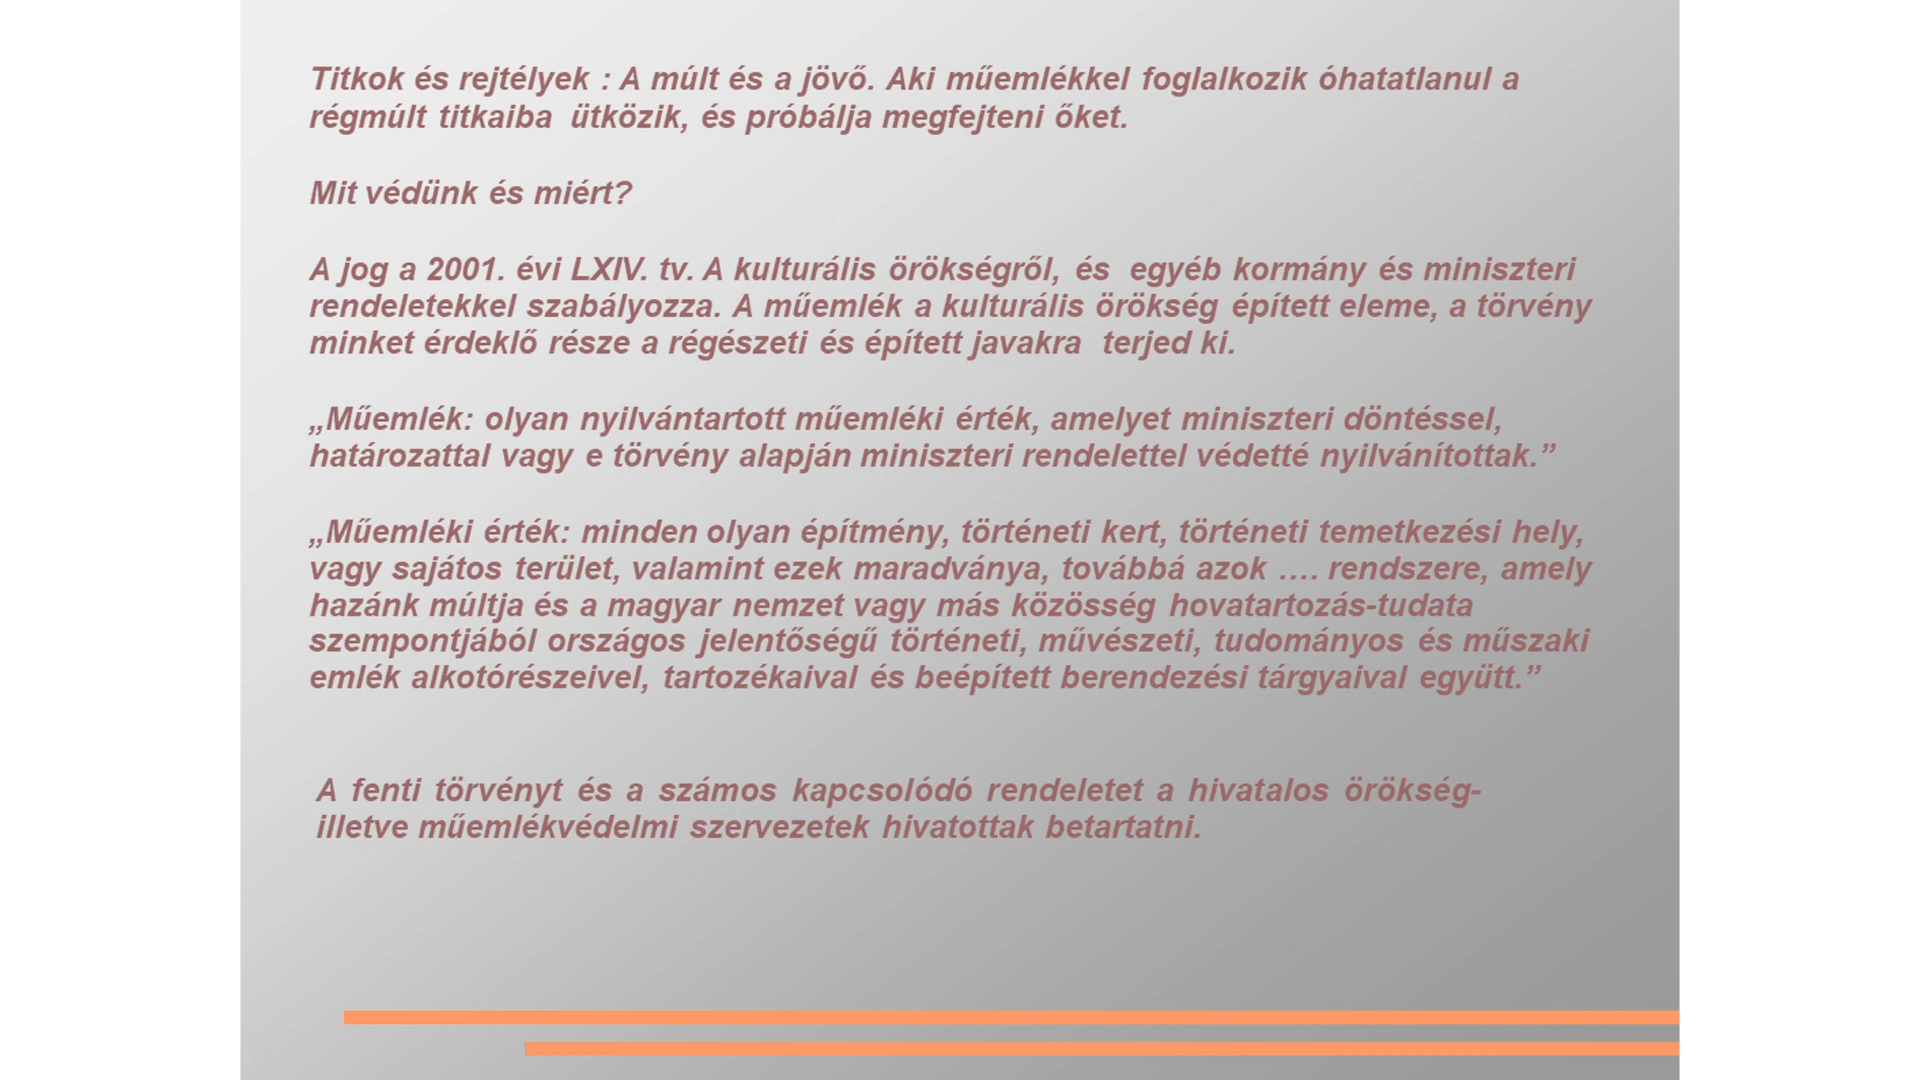 Titkok és rejtélyek : A múlt és a jövő. Aki műemlékkel foglalkozik óhatatlanul a
régmúlt titkaiba ütközik, és próbálja megfejteni őket.
Mit védünk és miért?
A jog a 2001. évi LXIV. tv. A kulturális örökségről, és egyéb kormány és miniszteri
rendeletekkel szabályozza. A műemlék a kulturális örökség épített eleme, a törvény
minket érdeklő része a régészeti és épített javakra terjed ki.
„Műemlék: olyan nyilvántartott műemléki érték, amelyet miniszteri döntéssel,
határozattal vagy e törvény alapján miniszteri rendelettel védetté nyilvánítottak.”
„Műemléki érték: minden olyan építmény, történeti kert, történeti temetkezési hely,
vagy sajátos terület, valamint ezek maradványa, továbbá azok …. rendszere, amely
hazánk múltja és a magyar nemzet vagy más közösség hovatartozás-tudata
szempontjából országos jelentőségű történeti, művészeti, tudományos és műszaki
emlék alkotórészeivel, tartozékaival és beépített berendezési tárgyaival együtt.”
A fenti törvényt és a számos kapcsolódó rendeletet a hivatalos örökség-
illetve műemlékvédelmi szervezetek hivatottak betartatni.